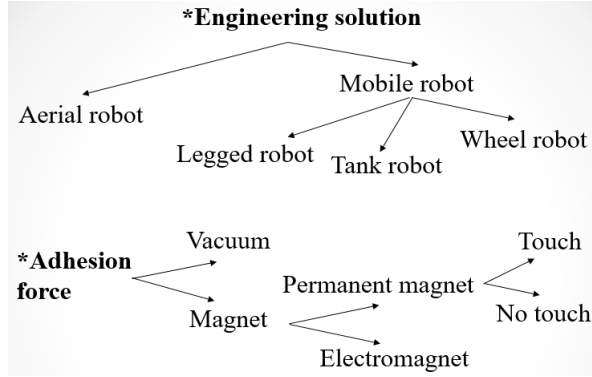 *Engineering solution
Mobile robot
Aerial robot
Wheel robot
Legged robot
Tank robot
Vacuum
Touch
*Adhesion
force
Permanent magnet
No touch
Magnet
Electromagnet